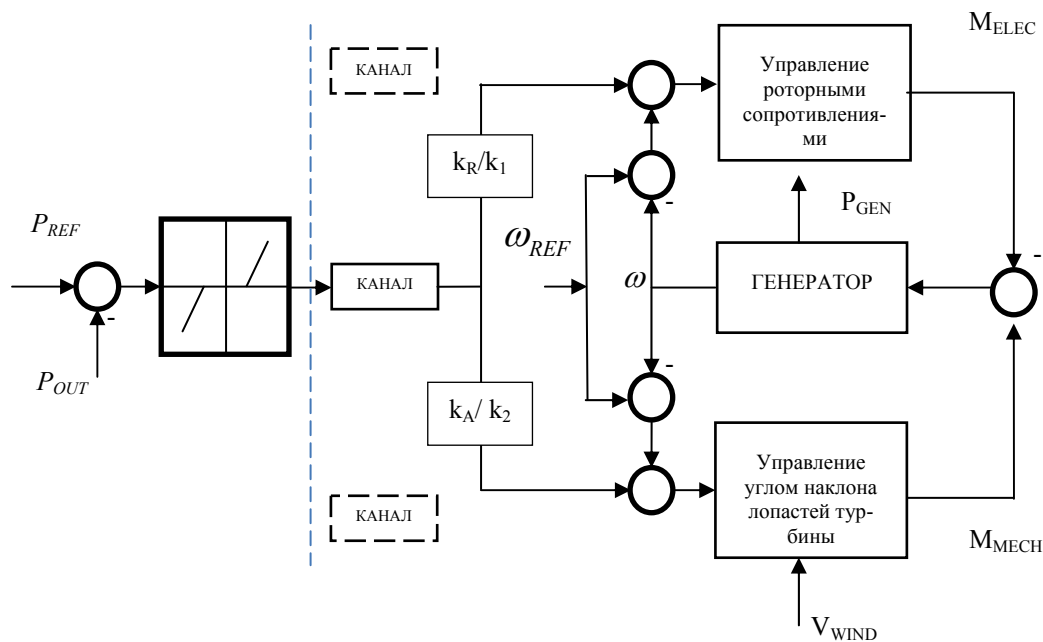 M_ELEC
КАНАЛ
Управление
роторными
сопротивления-
ми
k_R/k_1
-
P_GEN
P_REF
ω_REF
КАНАЛ
ω
ГЕНЕРАТОР
-
-
P_OUT
-
k_A/ k_2
Управление
углом наклона
лопастей тур-
бины
КАНАЛ
M_MECH
V_WIND